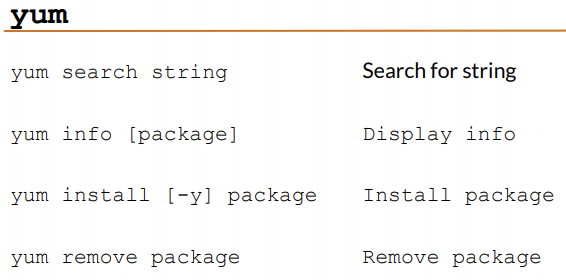 yum
yum search string Search for string
yum info [package] Display info
yum install [-y] package Install package
yum remove package Remove package